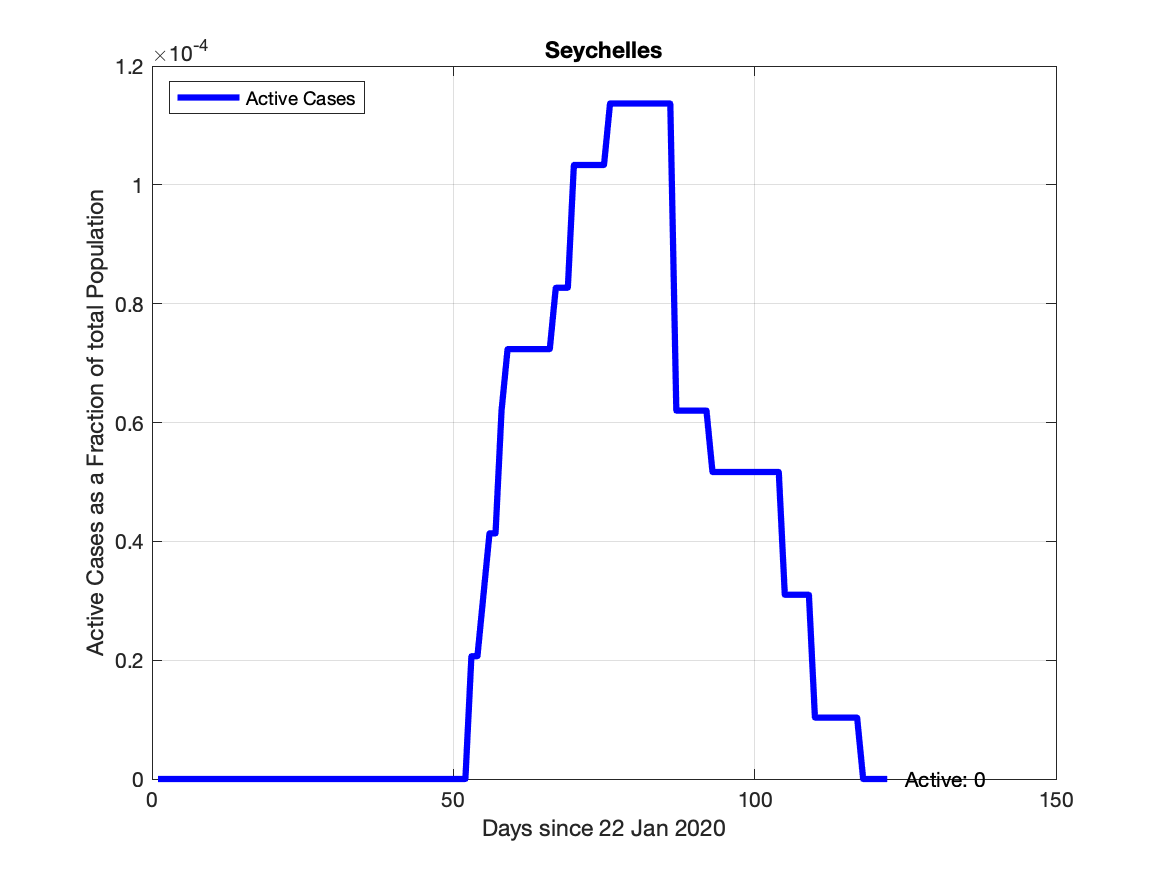 Seychelles
×10-4
Active Cases
1.2
1
0.8
0.6
0.4
0.2
0
Active Cases as a Fraction of total Population
Active: 0
0 50 100 150
Days since 22 Jan 2020